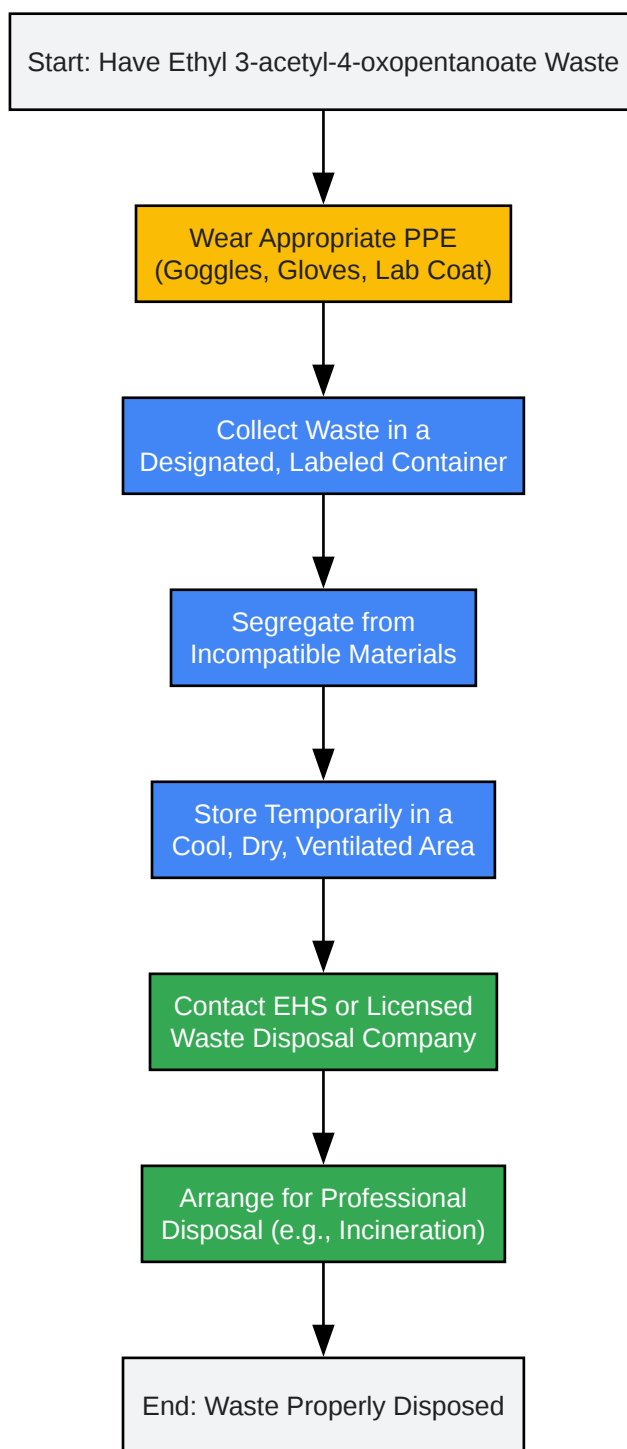 Start: Have Ethyl 3-acetyl-4-oxopentanoate Waste
Wear Appropriate PPE
(Goggles, Gloves, Lab Coat)
Collect Waste in a
Designated, Labeled Container
Segregate from
Incompatible Materials
Store Temporarily in a
Cool, Dry, Ventilated Area
Contact EHS or Licensed
Waste Disposal Company
Arrange for Professional
Disposal (e.g., Incineration)
End: Waste Properly Disposed